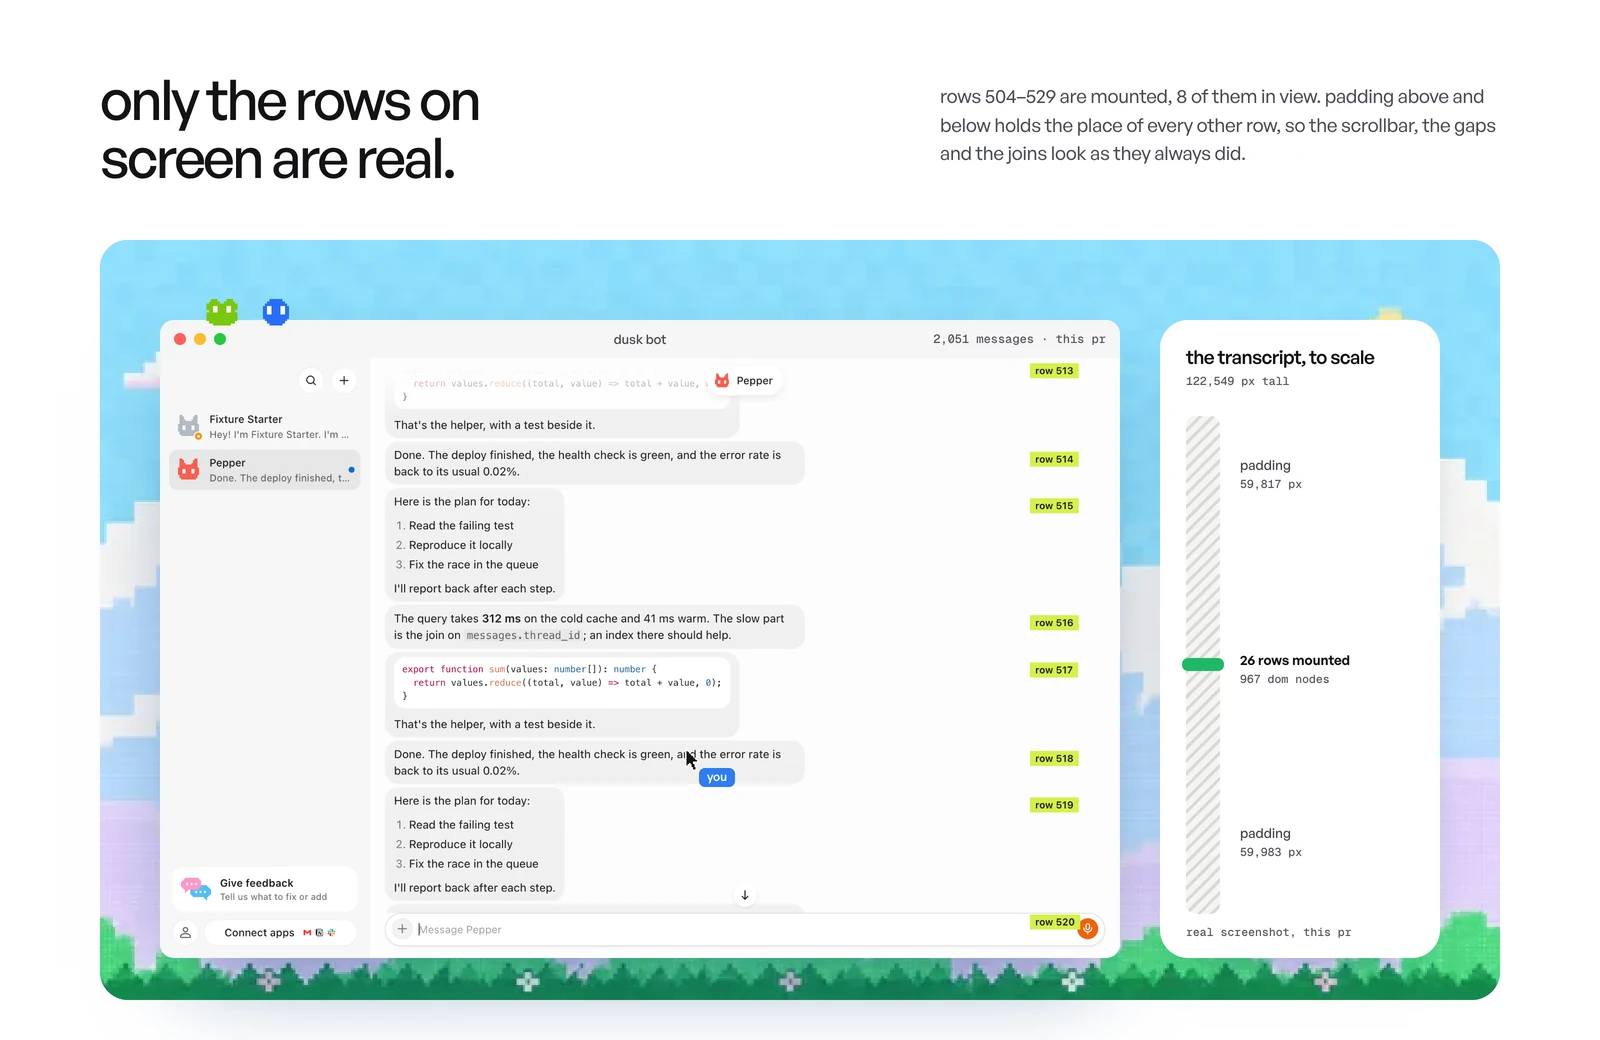 only the rows on
screen are real.
rows 504–529 are mounted, 8 of them in view. padding above and
below holds the place of every other row, so the scrollbar, the gaps
and the joins look as they always did.
dusk bot
2,051 messages · this pr
Fixture Starter
Hey! I'm Fixture Starter. I'm ...
Pepper
Done. The deploy finished, t...
Give feedback
Tell us what to fix or add
Connect apps
Pepper
return values.reduce((total, value) => total + value,
}
That's the helper, with a test beside it.
row 513
Done. The deploy finished, the health check is green, and the error rate is
back to its usual 0.02%.
row 514
Here is the plan for today:
1. Read the failing test
2. Reproduce it locally
3. Fix the race in the queue
I'll report back after each step.
row 515
The query takes 312 ms on the cold cache and 41 ms warm. The slow part
is the join on messages.thread_id; an index there should help.
row 516
export function sum(values: number[]): number {
return values.reduce((total, value) => total + value, 0);
}
That's the helper, with a test beside it.
row 517
Done. The deploy finished, the health check is green, and the error rate is
back to its usual 0.02%.
row 518
you
Here is the plan for today:
1. Read the failing test
2. Reproduce it locally
3. Fix the race in the queue
I'll report back after each step.
row 519
Message Pepper
row 520
the transcript, to scale
122,549 px tall
padding
59,817 px
26 rows mounted
967 dom nodes
padding
59,983 px
real screenshot, this pr